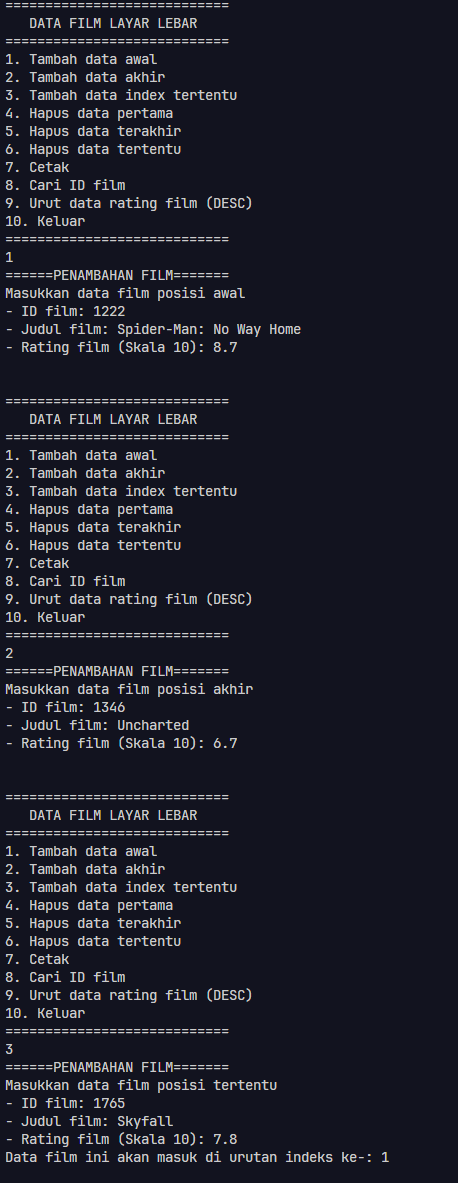 ============================
   DATA FILM LAYAR LEBAR
============================
1. Tambah data awal
2. Tambah data akhir
3. Tambah data index tertentu
4. Hapus data pertama
5. Hapus data terakhir
6. Hapus data tertentu
7. Cetak
8. Cari ID film
9. Urut data rating film (DESC)
10. Keluar
============================
1
======PENAMBAHAN FILM=======
Masukkan data film posisi awal
- ID film: 1222
- Judul film: Spider-Man: No Way Home
- Rating film (Skala 10): 8.7
============================
   DATA FILM LAYAR LEBAR
============================
1. Tambah data awal
2. Tambah data akhir
3. Tambah data index tertentu
4. Hapus data pertama
5. Hapus data terakhir
6. Hapus data tertentu
7. Cetak
8. Cari ID film
9. Urut data rating film (DESC)
10. Keluar
============================
2
======PENAMBAHAN FILM=======
Masukkan data film posisi akhir
- ID film: 1346
- Judul film: Uncharted
- Rating film (Skala 10): 6.7
============================
   DATA FILM LAYAR LEBAR
============================
1. Tambah data awal
2. Tambah data akhir
3. Tambah data index tertentu
4. Hapus data pertama
5. Hapus data terakhir
6. Hapus data tertentu
7. Cetak
8. Cari ID film
9. Urut data rating film (DESC)
10. Keluar
============================
3
======PENAMBAHAN FILM=======
Masukkan data film posisi tertentu
- ID film: 1765
- Judul film: Skyfall
- Rating film (Skala 10): 7.8
Data film ini akan masuk di urutan indeks ke-: 1